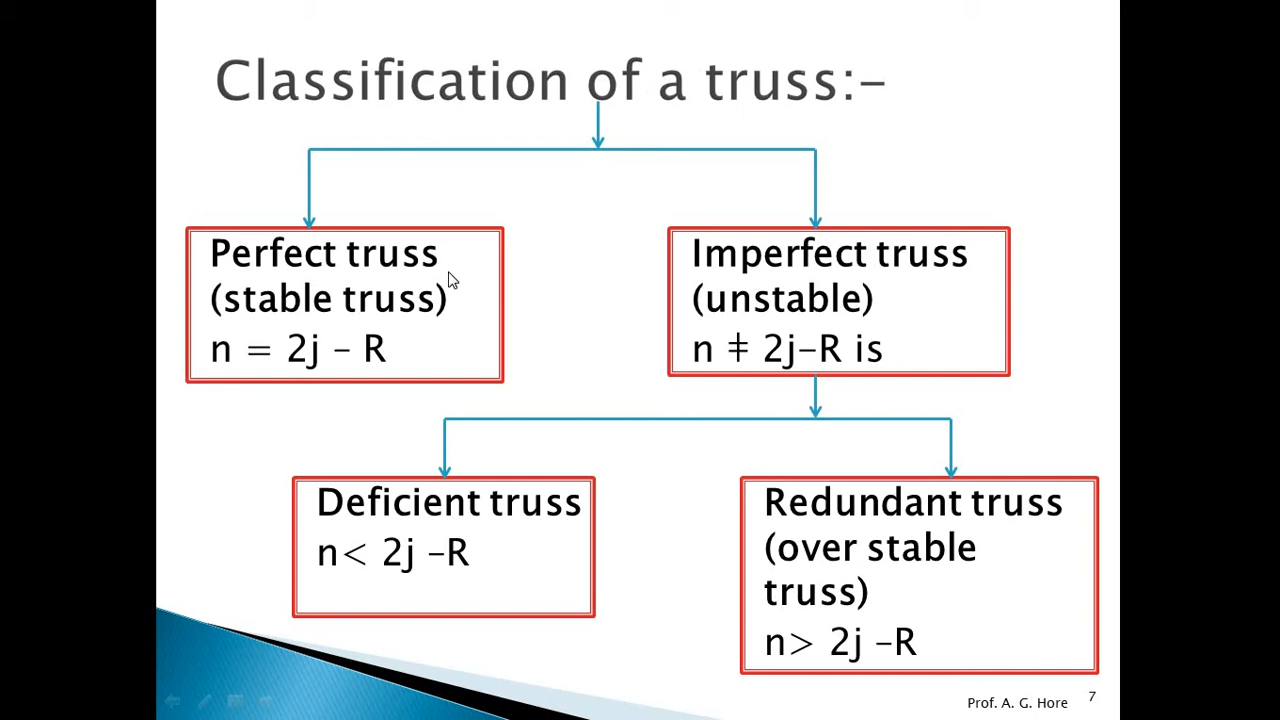 Classification of a truss:-
Perfect truss
(stable truss)
n = 2j - R
Imperfect truss
(unstable)
n ǂ 2j-R is
Deficient truss
n< 2j -R
Redundant truss
(over stable
truss)
n> 2j -R
Prof. A. G. Hore
7